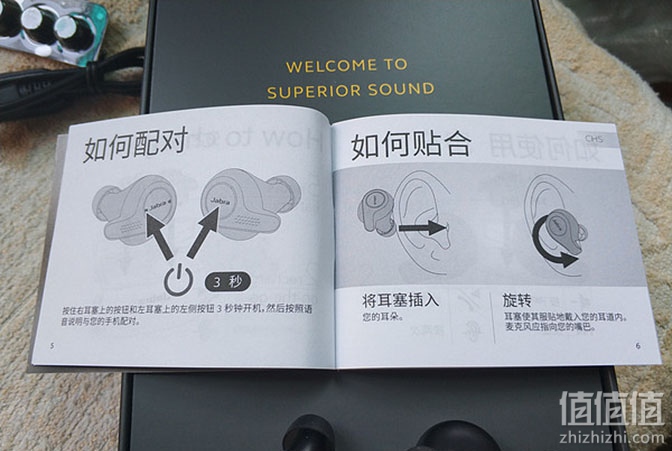 WELCOME TO
SUPERIOR SOUND
如何配对
Jabra
Jabra
3 秒
按住右耳塞上的按钮和左耳塞上的左侧按钮 3 秒钟开机，然后按照语
音说明与您的手机配对。
5
如何贴合
CHS
将耳塞插入
您的耳朵。
旋转
耳塞使其服贴地戴入您的耳道内。
麦克风应指向您的嘴巴。
6
值值值
zhizhizhi.com